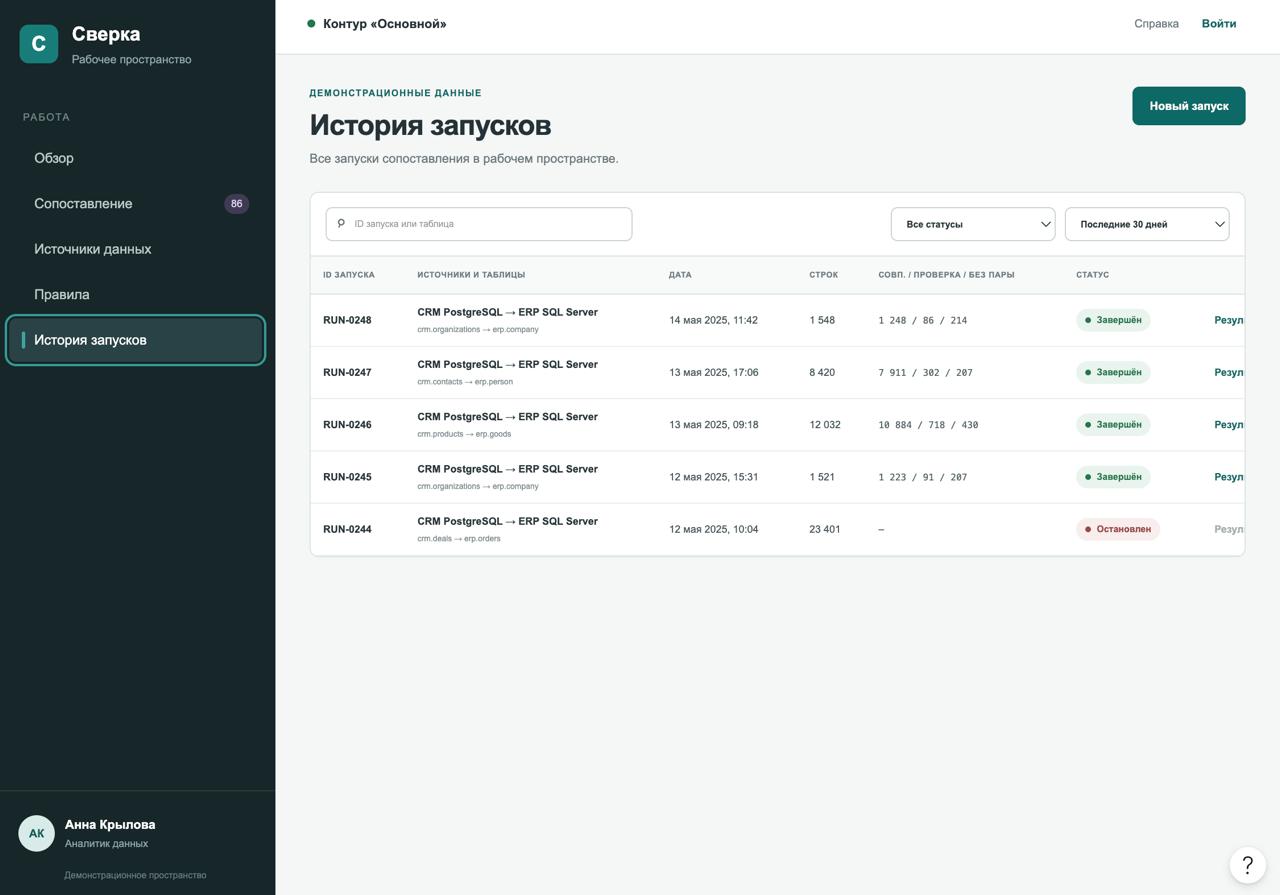 С
Сверка
Рабочее пространство
РАБОТА
Обзор
Сопоставление 86
Источники данных
Правила
История запусков
АК
Анна Крылова
Аналитик данных
Демонстрационное пространство
Контур «Основной»
Справка Войти
ДЕМОНСТРАЦИОННЫЕ ДАННЫЕ
История запусков
Все запуски сопоставления в рабочем пространстве.
Новый запуск
ID запуска или таблица Все статусы Последние 30 дней
ID ЗАПУСКА ИСТОЧНИКИ И ТАБЛИЦЫ ДАТА СТРОК СОВП. / ПРОВЕРКА / БЕЗ ПАРЫ СТАТУС
RUN-0248 CRM PostgreSQL → ERP SQL Server 14 мая 2025, 11:42 1 548 1 248 / 86 / 214 Завершён Резул
crm.organizations → erp.company
RUN-0247 CRM PostgreSQL → ERP SQL Server 13 мая 2025, 17:06 8 420 7 911 / 302 / 207 Завершён Резул
crm.contacts → erp.person
RUN-0246 CRM PostgreSQL → ERP SQL Server 13 мая 2025, 09:18 12 032 10 884 / 718 / 430 Завершён Резул
crm.products → erp.goods
RUN-0245 CRM PostgreSQL → ERP SQL Server 12 мая 2025, 15:31 1 521 1 223 / 91 / 207 Завершён Резул
crm.organizations → erp.company
RUN-0244 CRM PostgreSQL → ERP SQL Server 12 мая 2025, 10:04 23 401 — Остановлен Резул
crm.deals → erp.orders
?